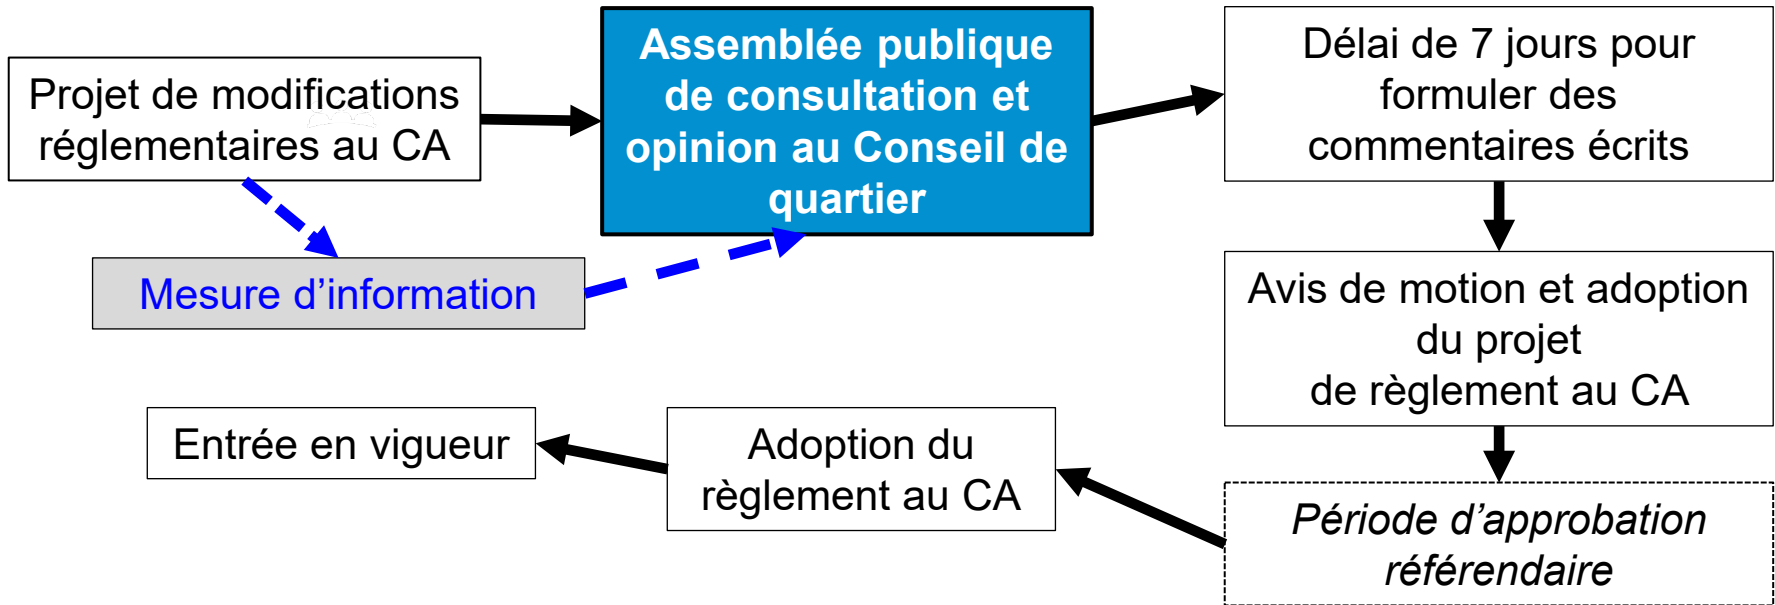 Projet de modifications
réglementaires au CA
Assemblée publique
de consultation et
opinion au Conseil de
quartier
Délai de 7 jours pour
formuler des
commentaires écrits
Mesure d’information
Avis de motion et adoption
du projet
de règlement au CA
Entrée en vigueur
Adoption du
règlement au CA
Période d’approbation
référendaire